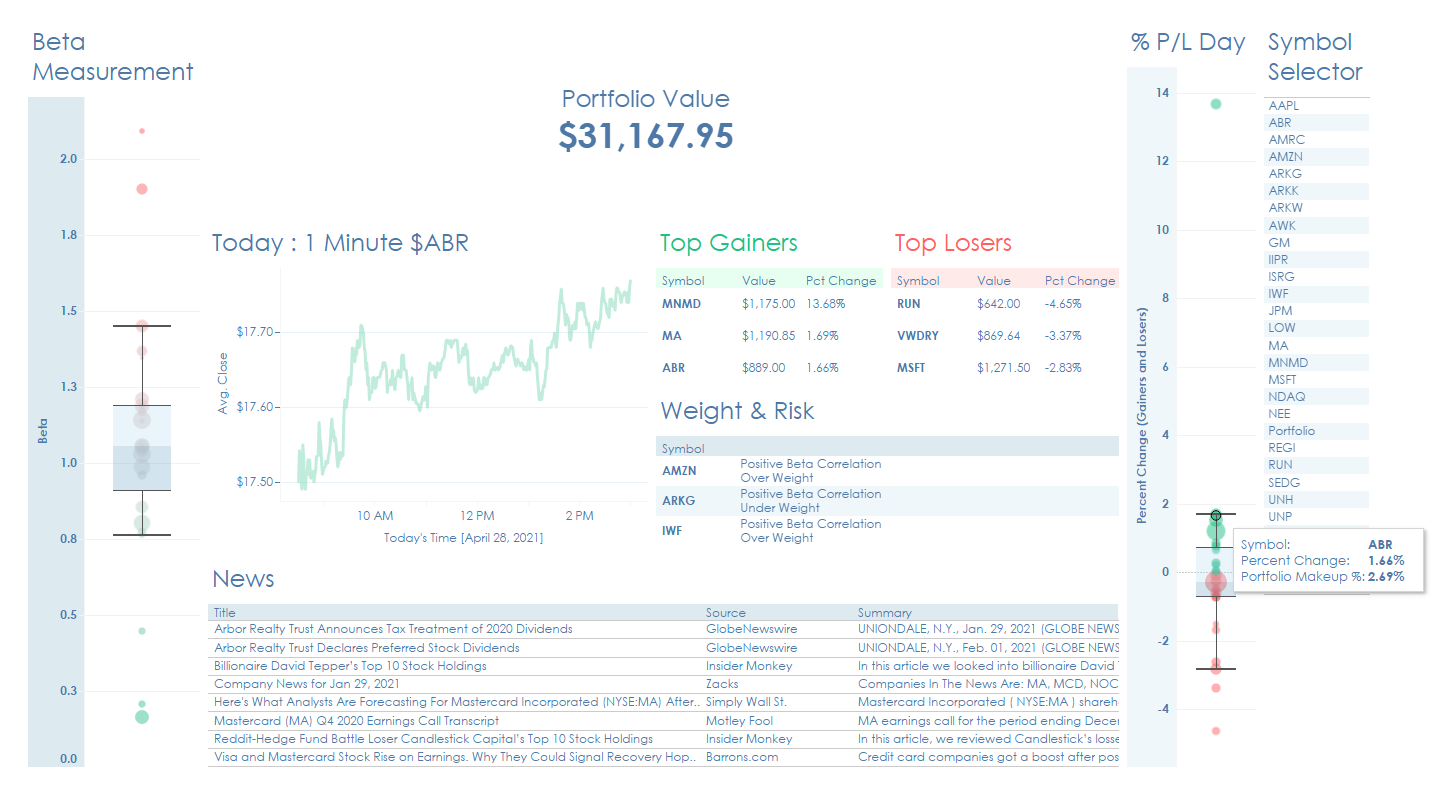 Beta
Measurement
2.0
1.8
1.5
1.3
1.0
0.8
0.5
0.3
0.0
Beta
Portfolio Value
$31,167.95
Today : 1 Minute $ABR
$17.70
$17.60
$17.50
Avg. Close
10 AM 12 PM 2 PM
Today's Time [April 28, 2021]
Top Gainers
Symbol Value Pct Change
MNMD $1,175.00 13.68%
MA $1,190.85 1.69%
ABR $889.00 1.66%
Top Losers
Symbol Value Pct Change
RUN $642.00 -4.65%
VWDRY $869.64 -3.37%
MSFT $1,271.50 -2.83%
Weight & Risk
Symbol
AMZN Positive Beta Correlation
Over Weight
ARKG Positive Beta Correlation
Under Weight
IWF Positive Beta Correlation
Over Weight
News
Title Source Summary
Arbor Realty Trust Announces Tax Treatment of 2020 Dividends GlobeNewswire UNIONDALE, N.Y., Jan. 29, 2021 (GLOBE NEWS
Arbor Realty Trust Declares Preferred Stock Dividends GlobeNewswire UNIONDALE, N.Y., Feb. 01, 2021 (GLOBE NEWS
Billionaire David Tepper's Top 10 Stock Holdings Insider Monkey In this article we looked into billionaire David
Company News for Jan 29, 2021 Zacks Companies In The News Are: MA, MCD, NOC
Here's What Analysts Are Forecasting For Mastercard Incorporated (NYSE:MA) After.. Simply Wall St. Mastercard Incorporated ( NYSE:MA ) shareh
Mastercard (MA) Q4 2020 Earnings Call Transcript Motley Fool MA earnings call for the period ending Decem
Reddit-Hedge Fund Battle Loser Candlestick Capital's Top 10 Stock Holdings Insider Monkey In this article, we reviewed Candlestick's losse
Visa and Mastercard Stock Rise on Earnings. Why They Could Signal Recovery Hop.. Barrons.com Credit card companies got a boost after pos
% P/L Day
14
12
10
8
6
4
2
0
-2
-4
Percent Change (Gainers and Losers)
Symbol
Selector
AAPL
ABR
AMRC
AMZN
ARKG
ARKK
ARKW
AWK
GM
IIPR
ISRG
IWF
JPM
LOW
MA
MNMD
MSFT
NDAQ
NEE
Portfolio
REGI
RUN
SEDG
UNH
UNP
Symbol: ABR
Percent Change: 1.66%
Portfolio Makeup %: 2.69%